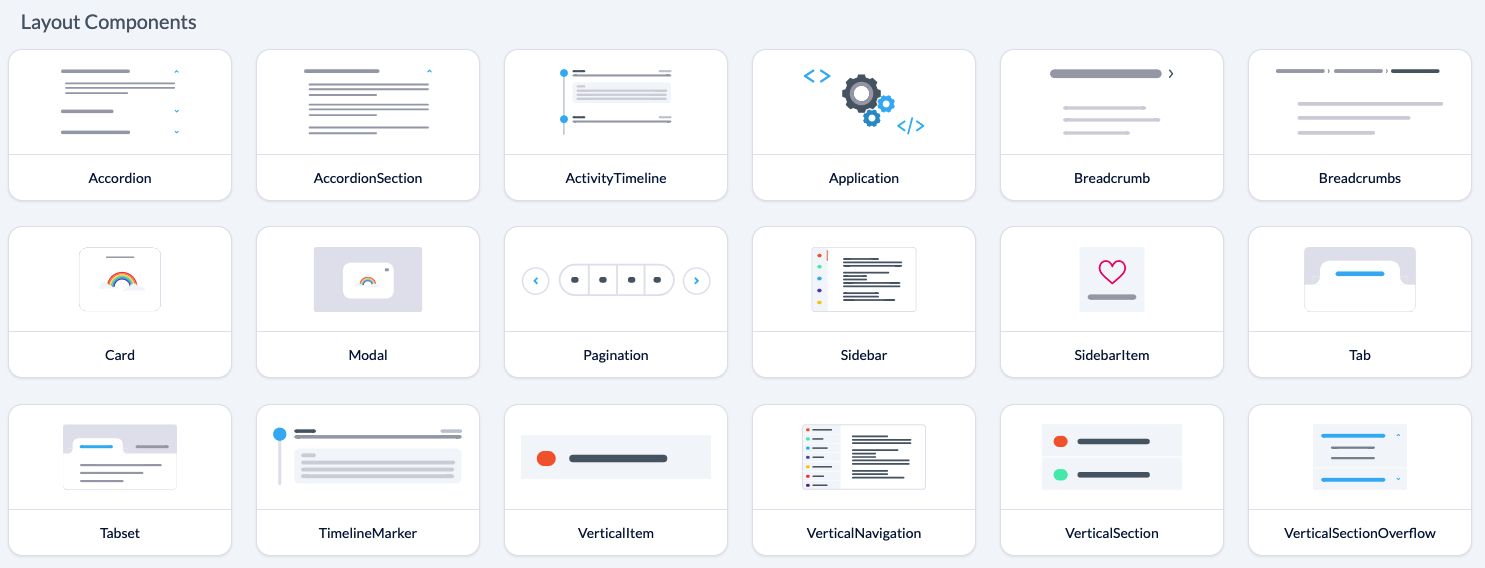 Layout Components
Accordion
AccordionSection
ActivityTimeline
Application
Breadcrumb
Breadcrumbs
Card
Modal
Pagination
Sidebar
SidebarItem
Tab
Tabset
TimelineMarker
VerticalItem
VerticalNavigation
VerticalSection
VerticalSectionOverflow